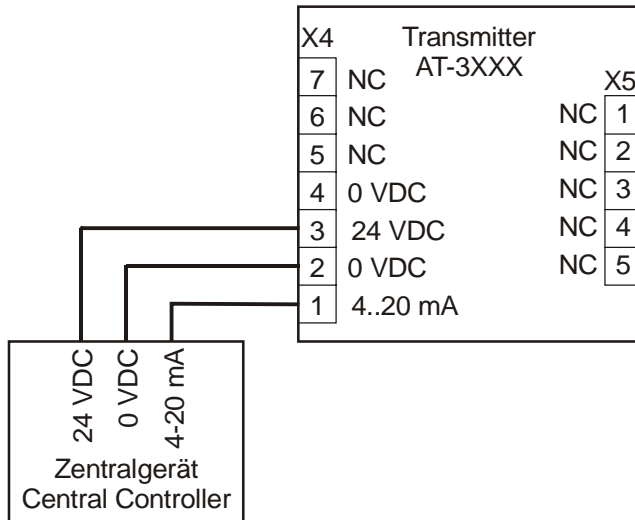 X4 Transmitter
AT-3XXX
X5
7 NC
6 NC
5 NC
4 0 VDC
3 24 VDC
2 0 VDC
1 4..20 mA
NC 1
NC 2
NC 3
NC 4
NC 5
24 VDC
0 VDC
4-20 mA
Zentralgerät
Central Controller